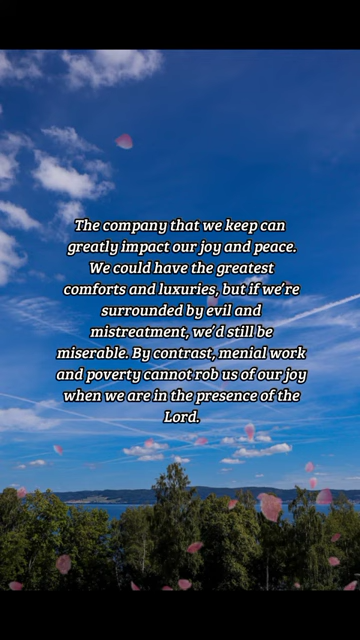 The company that we keep can
greatly impact our joy and peace.
We could have the greatest
comforts and luxuries, but if we're
surrounded by evil and
mistreatment, we'd still be
miserable. By contrast, menial work
and poverty cannot rob us of our joy
when we are in the presence of the
Lord.